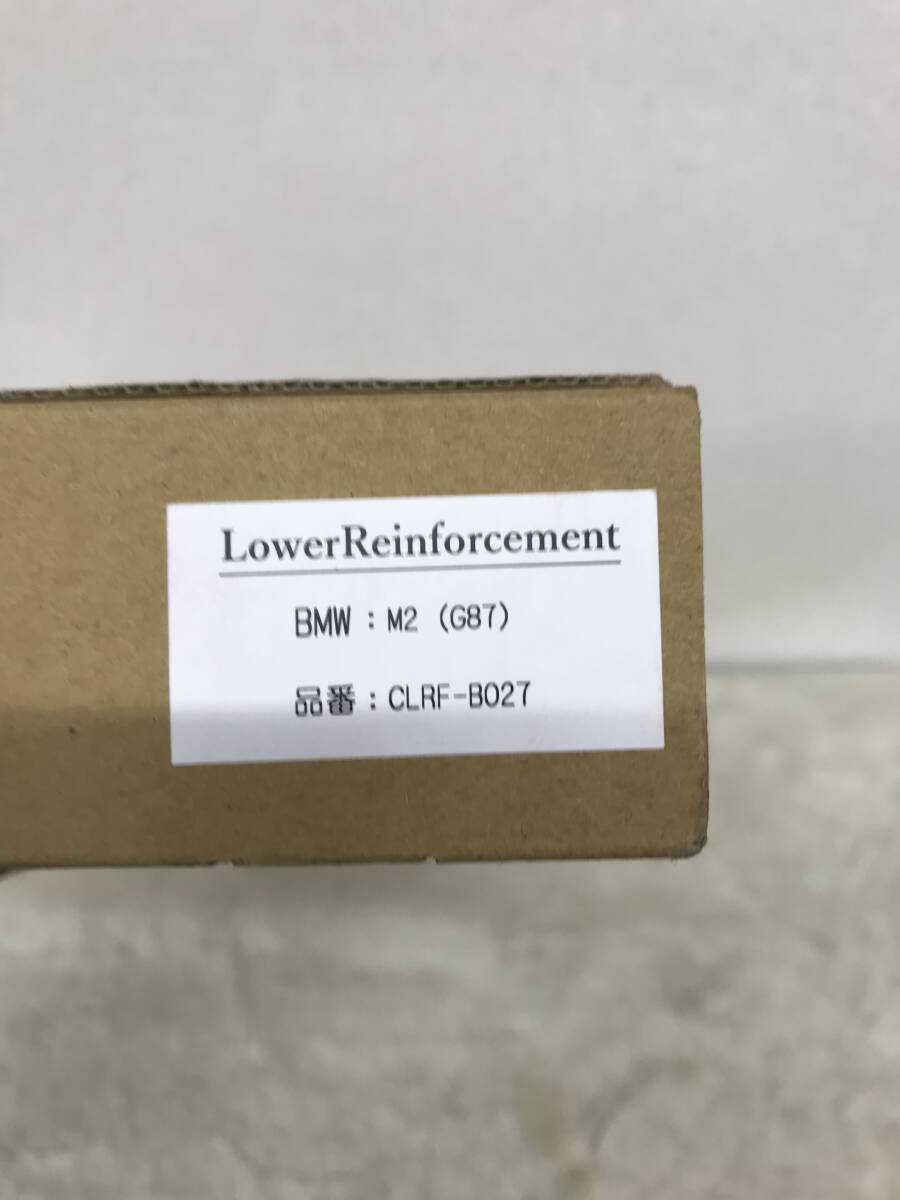 LowerReinforcement
BMW：M2（G87）
品番：CLRF-B027